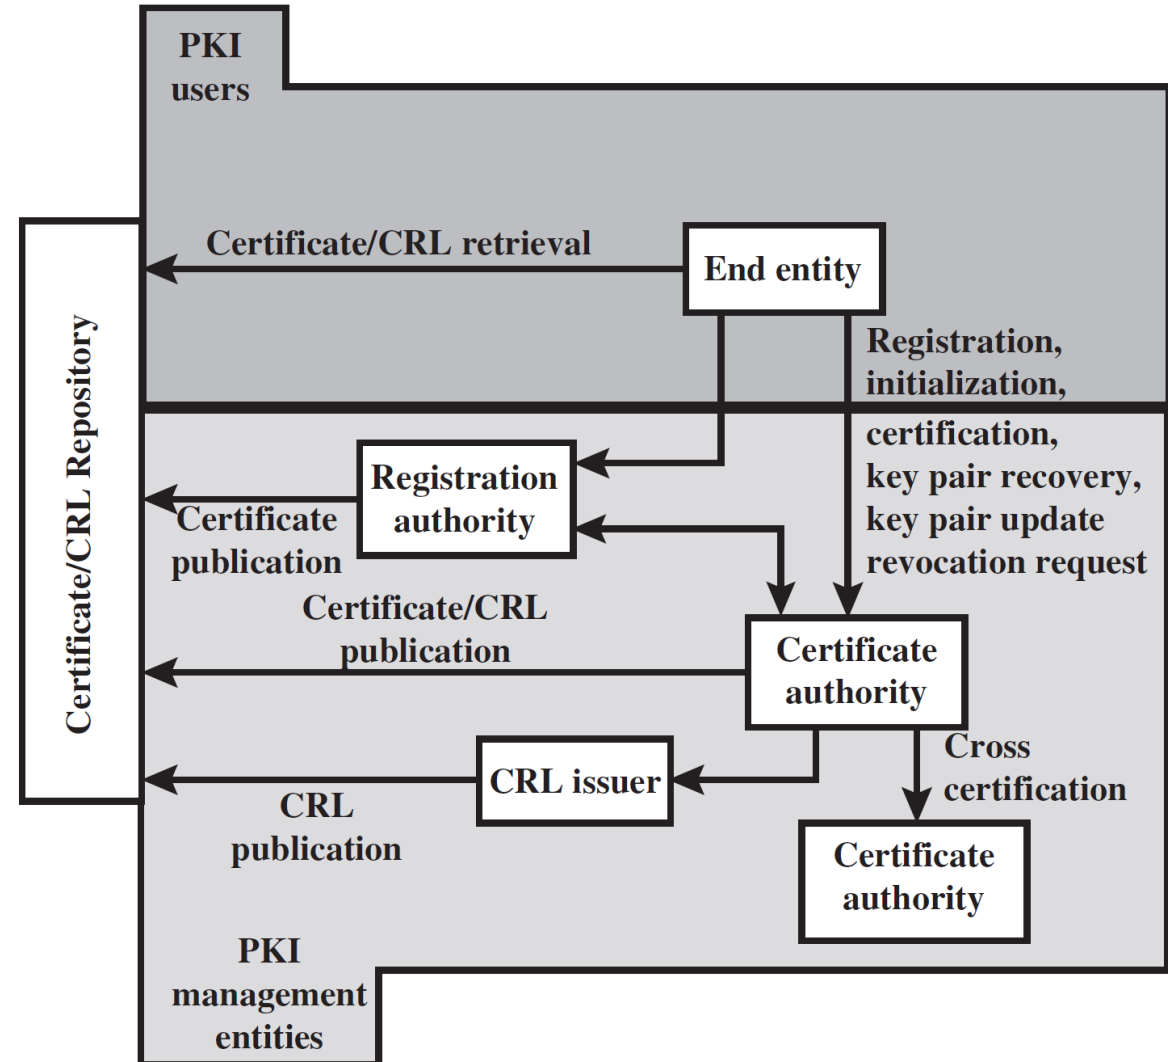 PKI
users
Certificate/CRL retrieval
End entity
Certificate/CRL Repository
Registration,
initialization,
certification,
key pair recovery,
key pair update
revocation request
Registration
authority
Certificate
publication
Certificate/CRL
publication
Certificate
authority
Cross
certification
CRL issuer
CRL
publication
Certificate
authority
PKI
management
entities